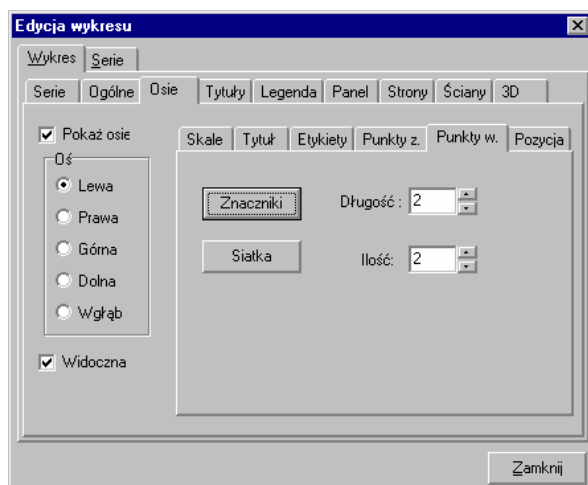 Edycja wykresu
Wykres Serie
Serie Ogólne Osie Tytuły Legenda Panel Strony Ściany 3D
Pokaż osie
Skale Tytuł Etykiety Punkty z. Punkty w. Pozycja
Oś
Lewa
Prawa
Górna
Dolna
Wgłąb
Znaczniki Długość : 2
Siatka Ilość: 2
Widoczna
Zamknij